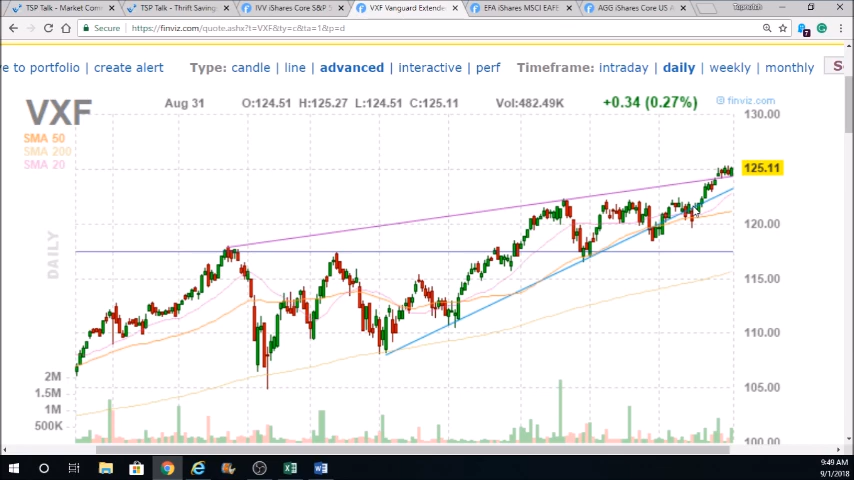 TSP Talk - Market Com
TSP Talk - Thrift Saving
IVV iShares Core S&P
VXF Vanguard Extende
EFA iShares MSCI EAFE
AGG iShares Core US A
Secure
https://finviz.com/quote.ashx?t=VXF&ty=c&ta=1&p=d
e to portfolio | create alert
Type: candle | line | advanced | interactive | perf
Timeframe: intraday | daily | weekly | monthly
VXF
Aug 31
O:124.51 H:125.27 L:124.51 C:125.11
Vol:482.49K
+0.34 (0.27%)
@ finviz.com
SMA 50
SMA 200
SMA 20
DAILY
130.00
125.11
120.00
115.00
110.00
105.00
100.00
2M
1.5M
1M
500K
9:49 AM
9/1/2018